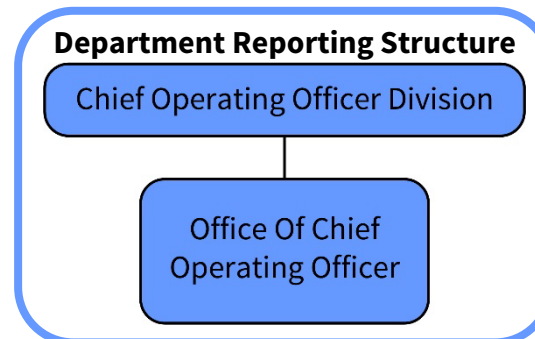 Department Reporting Structure
Chief Operating Officer Division
Office Of Chief
Operating Officer